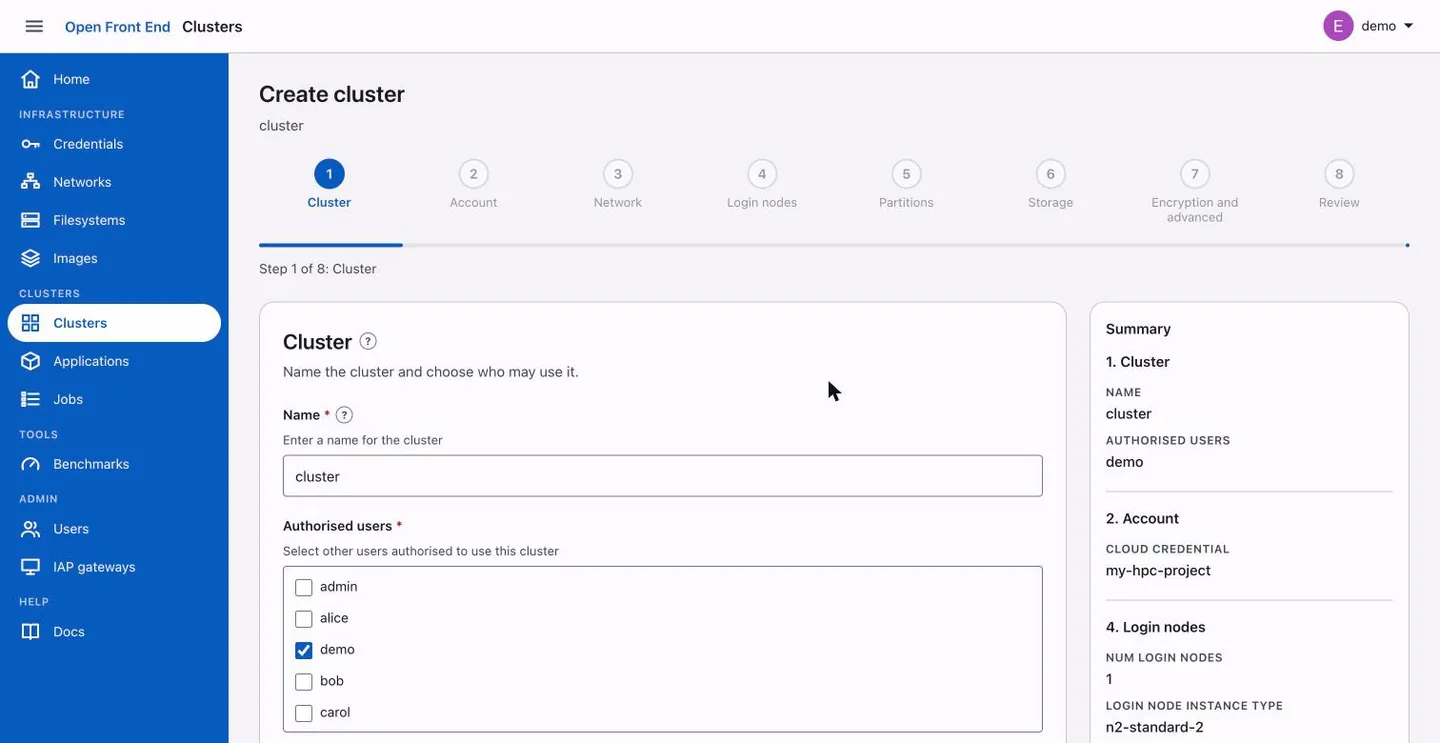 Open Front End Clusters
E demo
Home
INFRASTRUCTURE
Credentials
Networks
Filesystems
Images
CLUSTERS
Clusters
Applications
Jobs
TOOLS
Benchmarks
ADMIN
Users
IAP gateways
HELP
Docs
Create cluster
cluster
1 2 3 4 5 6 7 8
Cluster Account Network Login nodes Partitions Storage Encryption and Review
advanced
Step 1 of 8: Cluster
Cluster ?
Name the cluster and choose who may use it.
Name * ?
Enter a name for the cluster
cluster
Authorised users *
Select other users authorised to use this cluster
admin
alice
demo
bob
carol
Summary
1. Cluster
NAME
cluster
AUTHORISED USERS
demo
2. Account
CLOUD CREDENTIAL
my-hpc-project
4. Login nodes
NUM LOGIN NODES
1
LOGIN NODE INSTANCE TYPE
n2-standard-2